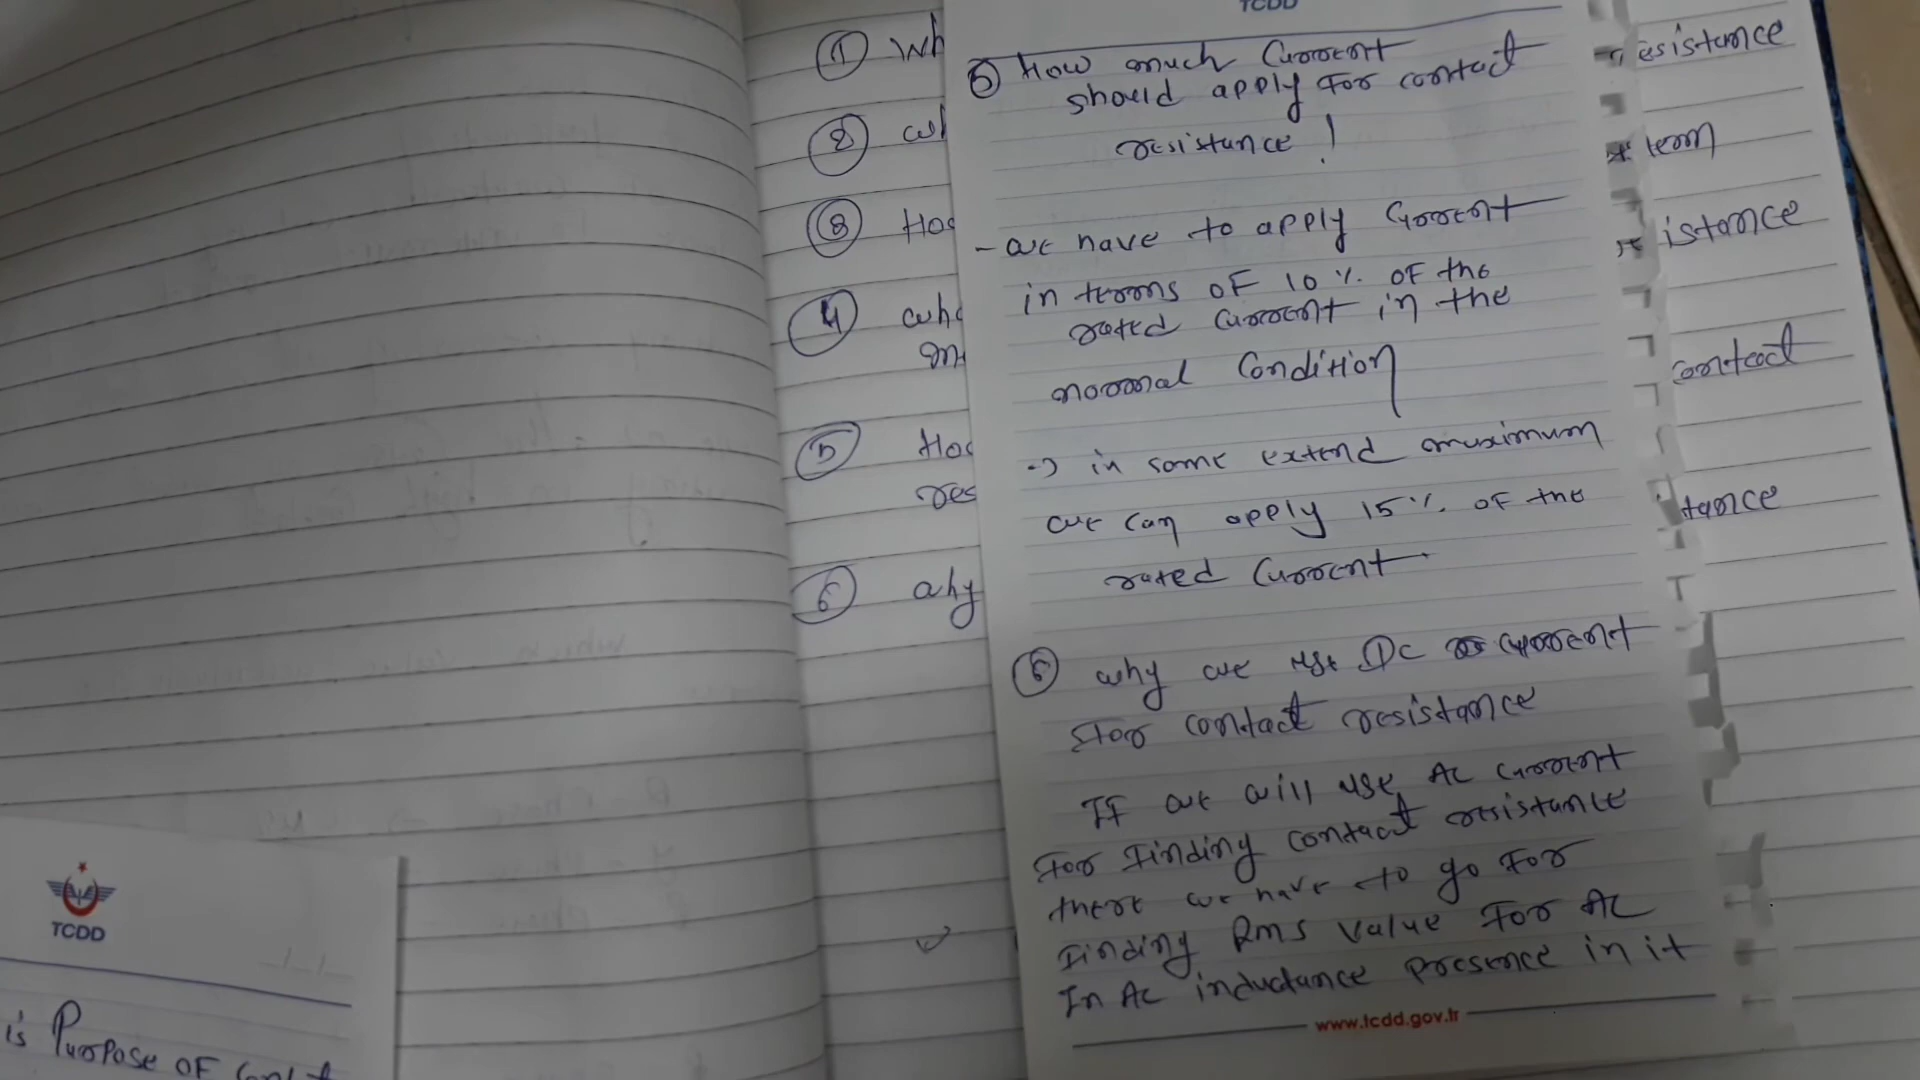 TCDD
① Wh
② wh
③ How
④ wha
⑤ How
res
⑥ why
⑤ How much Current
should apply For contact
resistance !
- we have to apply Current
in terms of 10 % of the
rated Current in the
normal Condition
-> in some extend maximum
we can apply 15 % of the
rated Current.
⑥ why we use DC current
For contact resistance
If we will use AC current
For Finding contact resistance
there we have to go For
Finding Rms value For AC
In AC inductance presence in it
www.tcdd.gov.tr
resistance
term
istance
contact
tance
TCDD
is Purpose OF